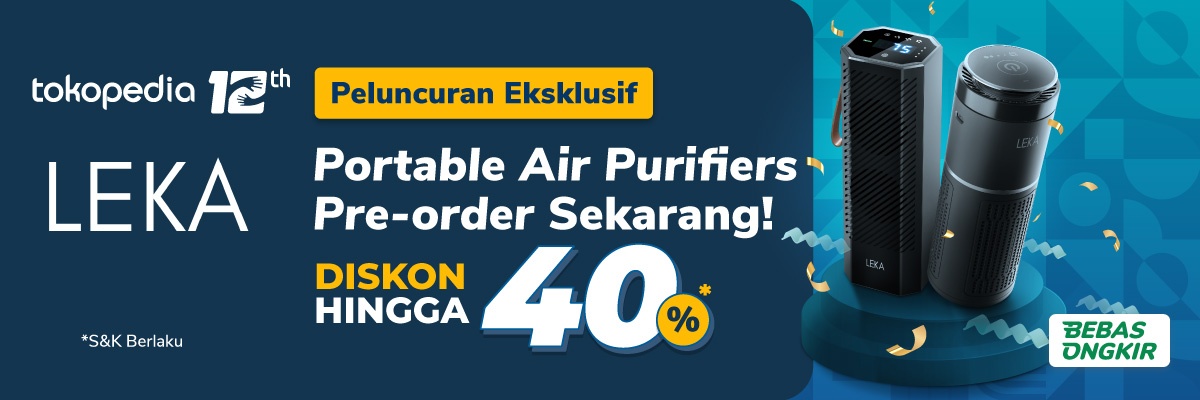 tokopedia 12th
LEKA
*S&K Berlaku
Peluncuran Eksklusif
Portable Air Purifiers
Pre-order Sekarang!
DISKON
HINGGA
40%*
15
LEKA
LEKA
BEBAS
ONGKIR